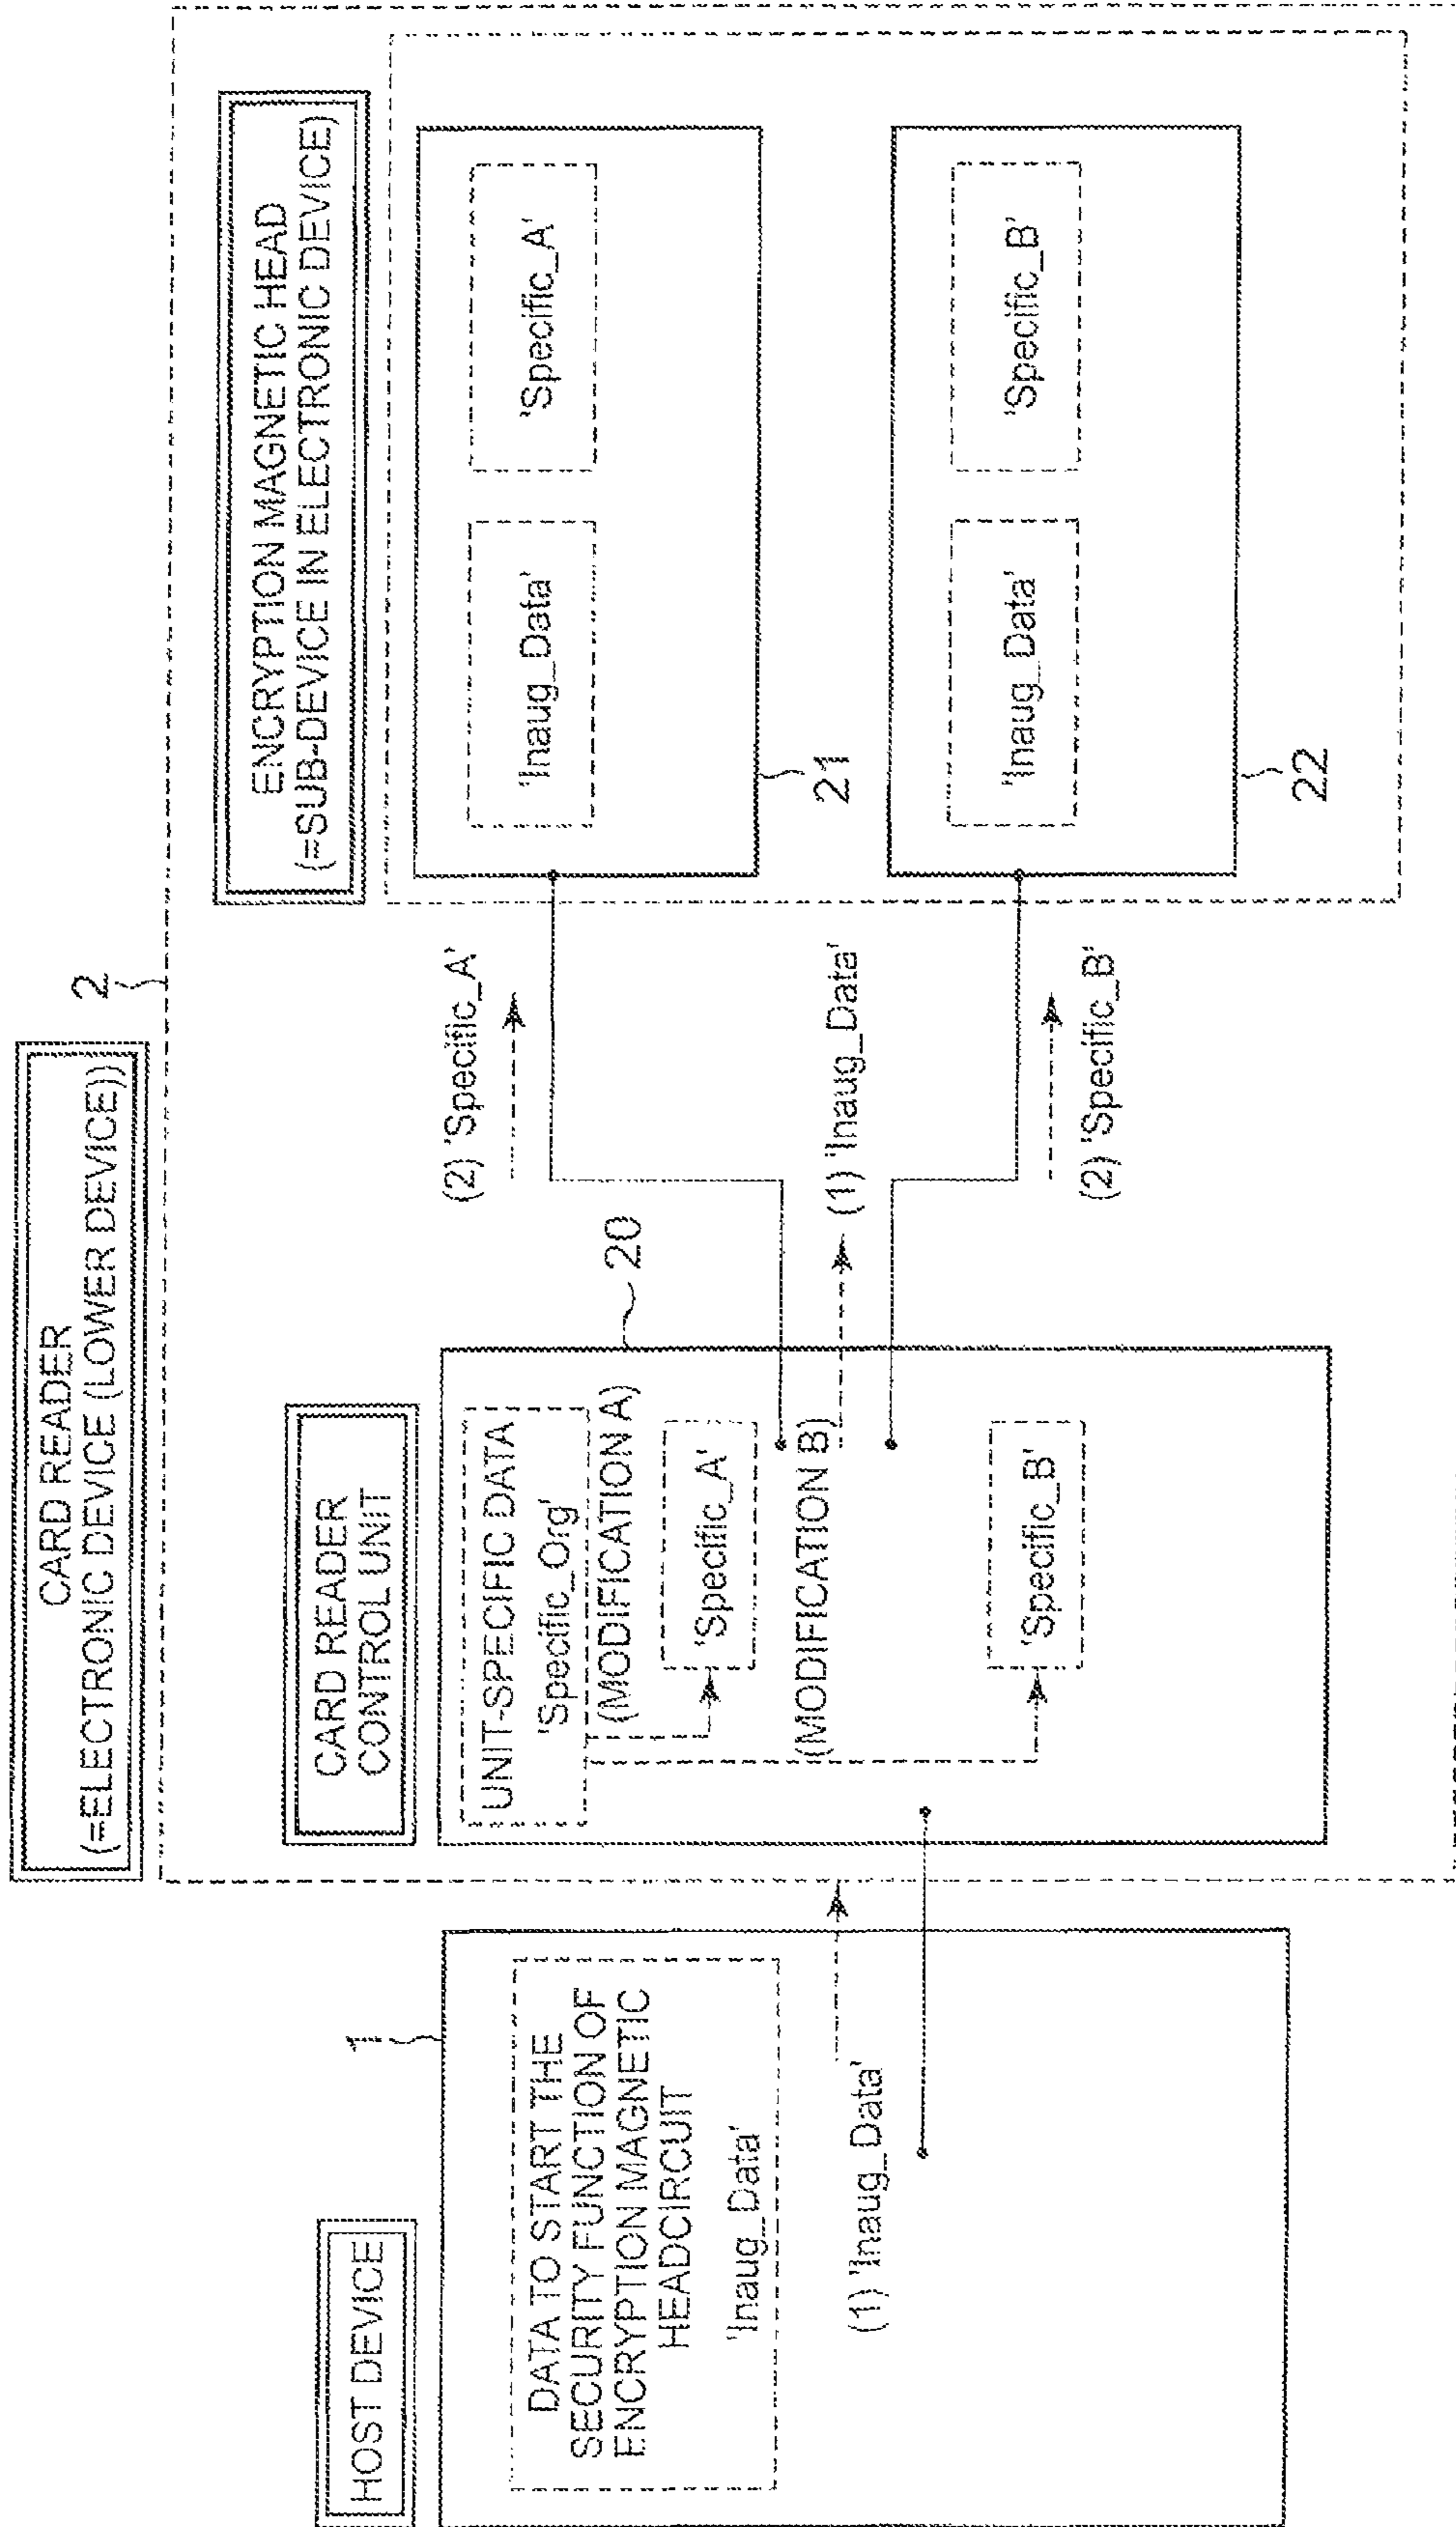 CARD READER
(=ELECTRONIC DEVICE (LOWER DEVICE))
2
HOST DEVICE
1
DATA TO START THE
SECURITY FUNCTION OF
ENCRYPTION MAGNETIC
HEADCIRCUIT
'Inaug_Data'
(1) 'Inaug_Data'
CARD READER
CONTROL UNIT
20
UNIT-SPECIFIC DATA
'Specific_Org'
(MODIFICATION A)
'Specific_A'
(MODIFICATION B)
'Specific_B'
(2) 'Specific_A'
(1) 'Inaug_Data'
(2) 'Specific_B'
ENCRYPTION MAGNETIC HEAD
(=SUB-DEVICE IN ELECTRONIC DEVICE)
'Inaug_Data'
'Specific_A'
21
'Inaug_Data'
'Specific_B'
22